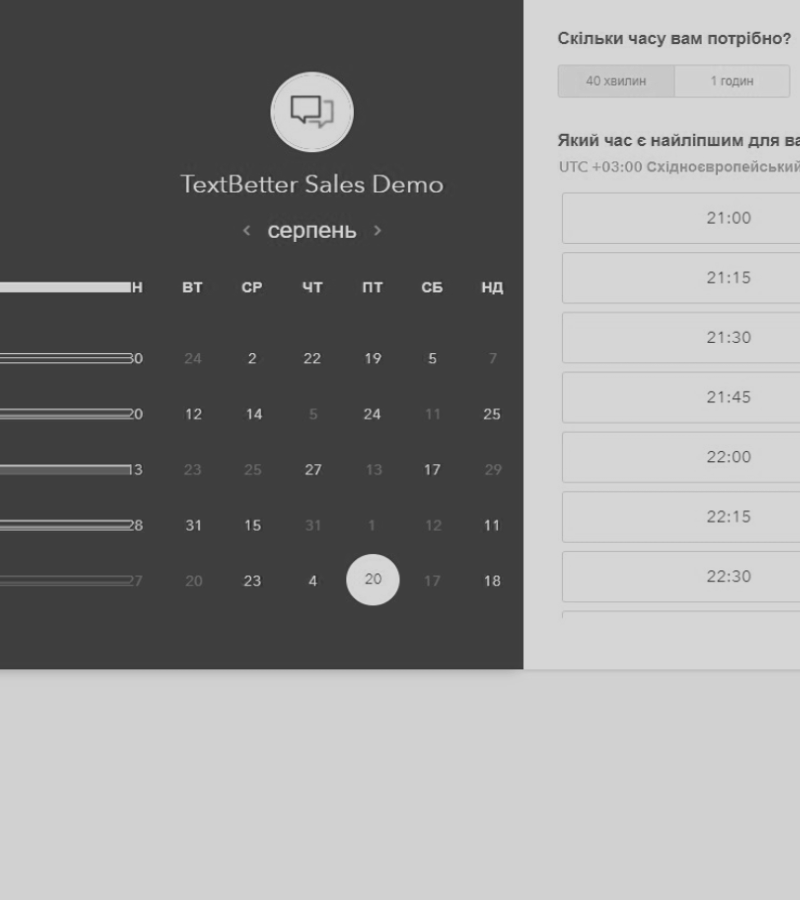 TextBetter Sales Demo
< серпень >
Н ВТ СР ЧТ ПТ СБ НД
30 24 2 22 19 5 7
20 12 14 5 24 11 25
13 23 25 27 13 17 29
28 31 15 31 1 12 11
27 20 23 4 20 17 18
Скільки часу вам потрібно?
40 хвилин 1 годин
Який час є найліпшим для ва
UTC +03:00 Східноєвропейський
21:00
21:15
21:30
21:45
22:00
22:15
22:30